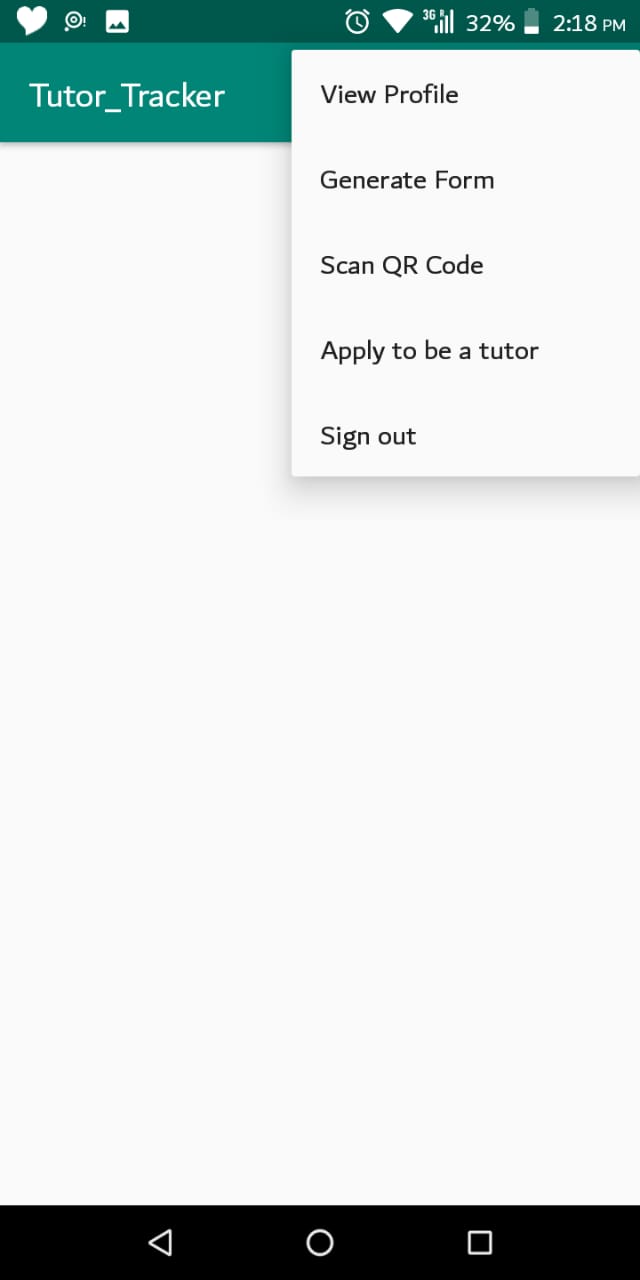 3G R 32% 2:18 PM
Tutor_Tracker
View Profile
Generate Form
Scan QR Code
Apply to be a tutor
Sign out